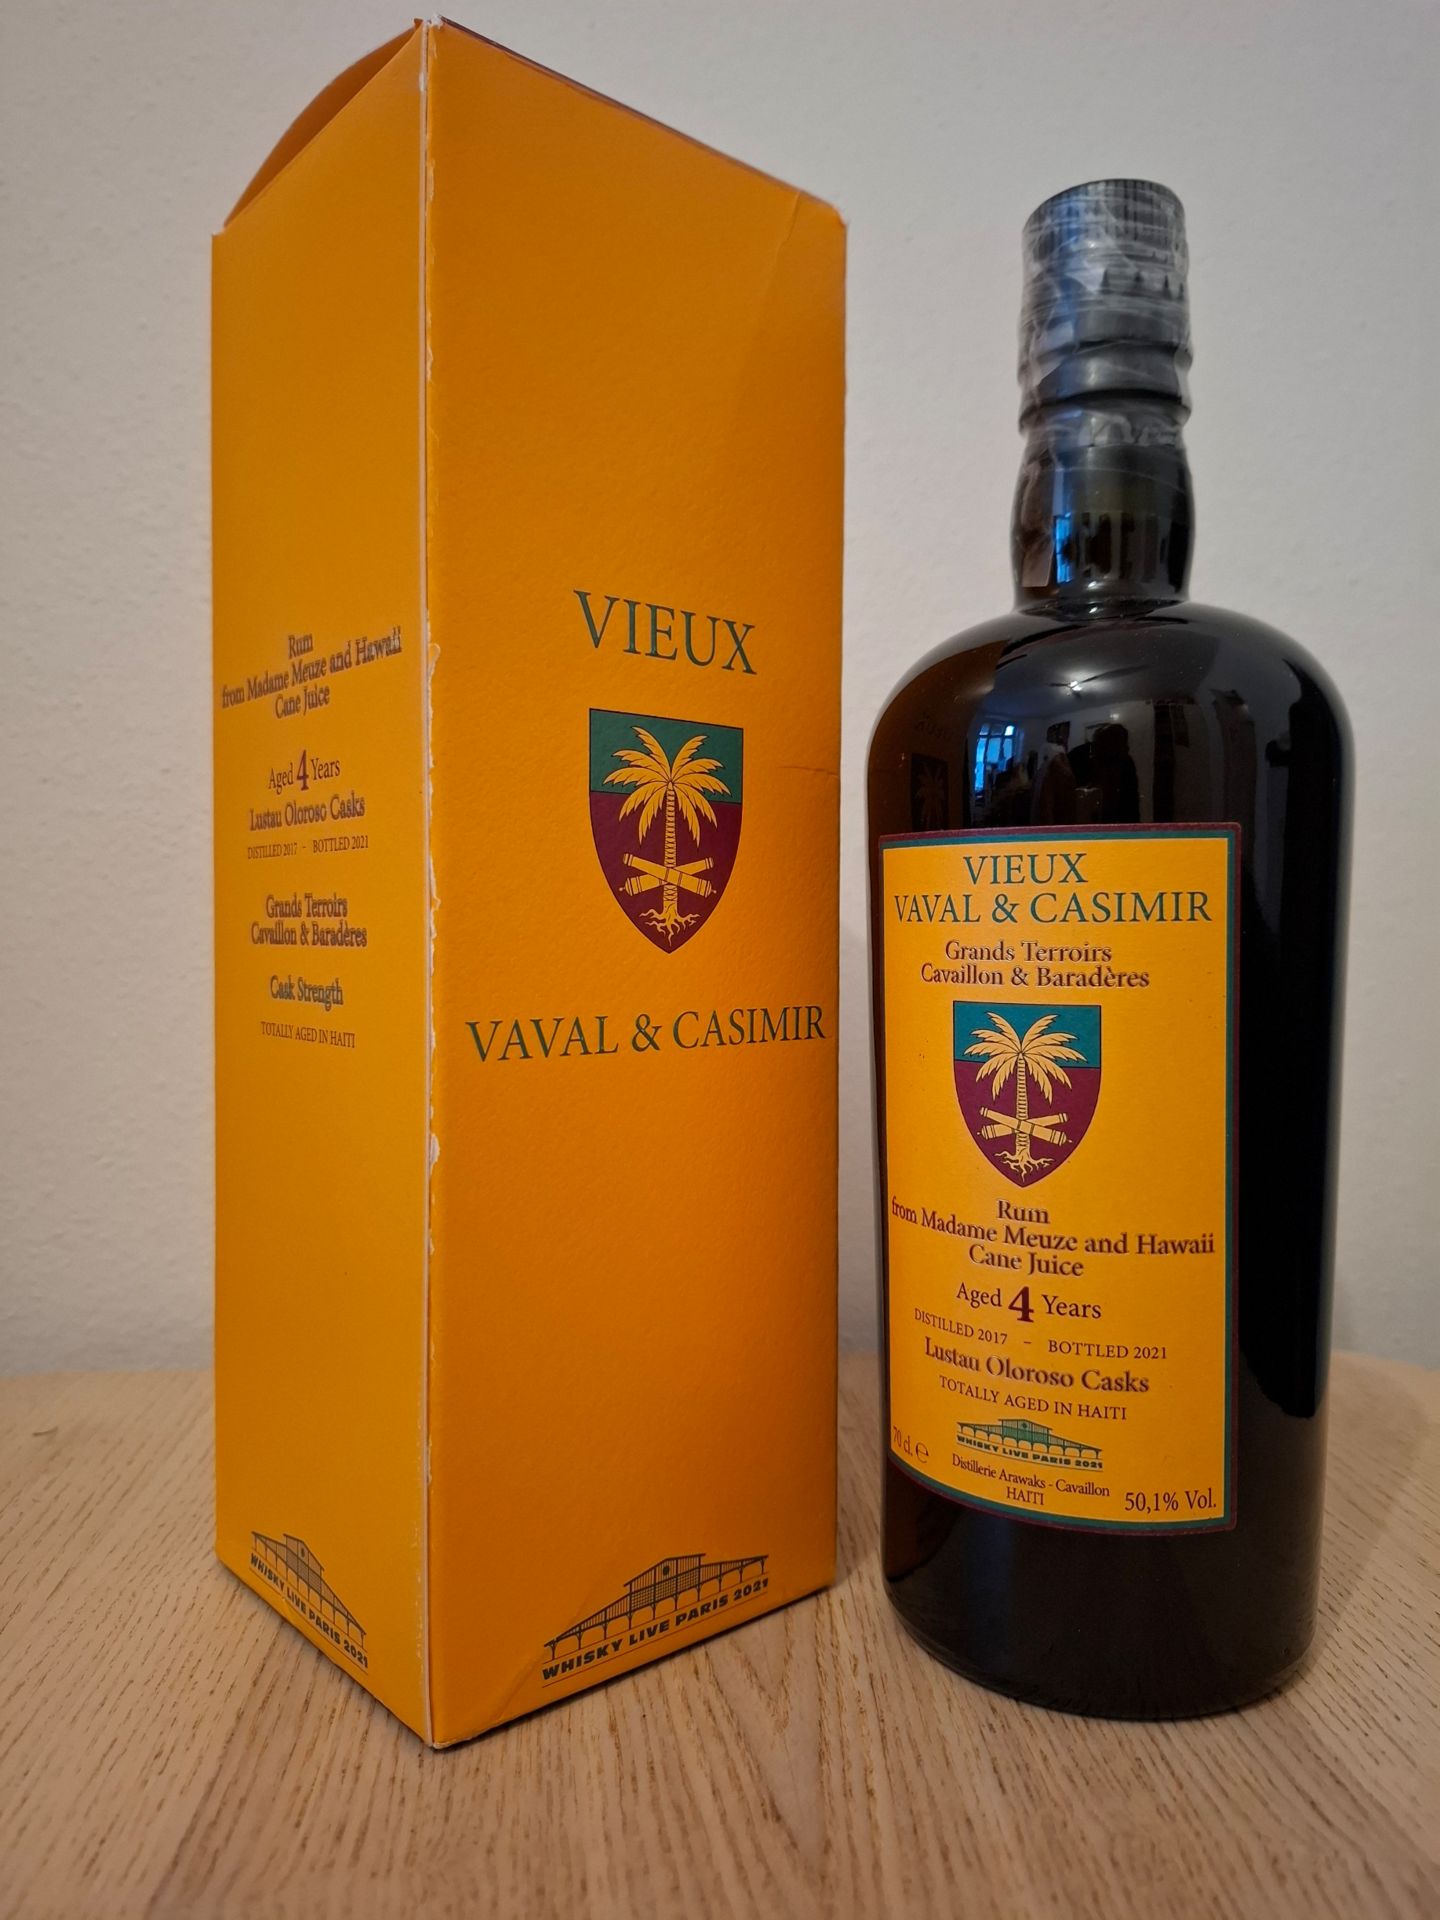 Rum
from Madame Meuze and Hawaii
Cane Juice
Aged 4 Years
Lustau Oloroso Casks
DISTILLED 2017 - BOTTLED 2021
Grands Terroirs
Cavaillon & Baradères
Cask Strength
TOTALLY AGED IN HAITI
WHISKY LIVE PARIS 2021
VIEUX
VAVAL & CASIMIR
WHISKY LIVE PARIS 2021
VIEUX
VAVAL & CASIMIR
Grands Terroirs
Cavaillon & Baradères
Rum
from Madame Meuze and Hawaii
Cane Juice
Aged 4 Years
DISTILLED 2017 - BOTTLED 2021
Lustau Oloroso Casks
TOTALLY AGED IN HAITI
WHISKY LIVE PARIS 2021
70 cl. ℮
Distillerie Arawaks - Cavaillon
HAITI
50,1% Vol.